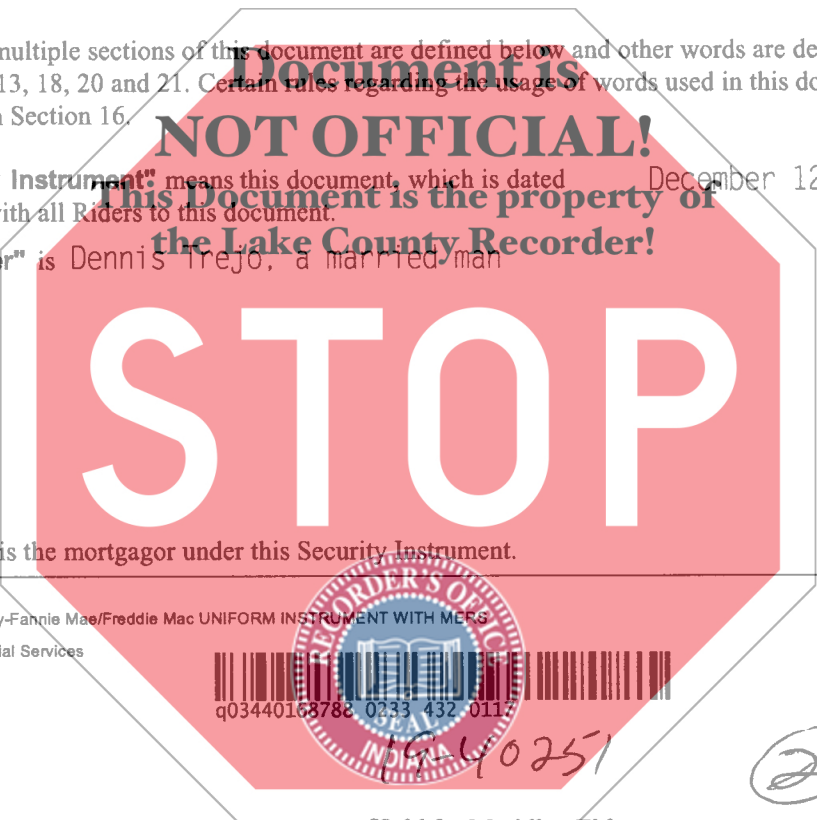 multiple sections of this document are defined below and other words are de
Document is
13, 18, 20 and 21. Certain rules regarding the usage of words used in this do
Section 16.
NOT OFFICIAL!
Instrument" means this document, which is dated December 12
This Document is the property of
ith all Riders to this document.
the Lake County Recorder!
er" is Dennis Trejo, a married man
STOP
is the mortgagor under this Security Instrument.
y-Fannie Mae/Freddie Mac UNIFORM INSTRUMENT WITH MERS
ial Services
RECORDER'S OFFICE
q03440168788 0233 432 0117
SEAL
INDIANA
19-40251
2